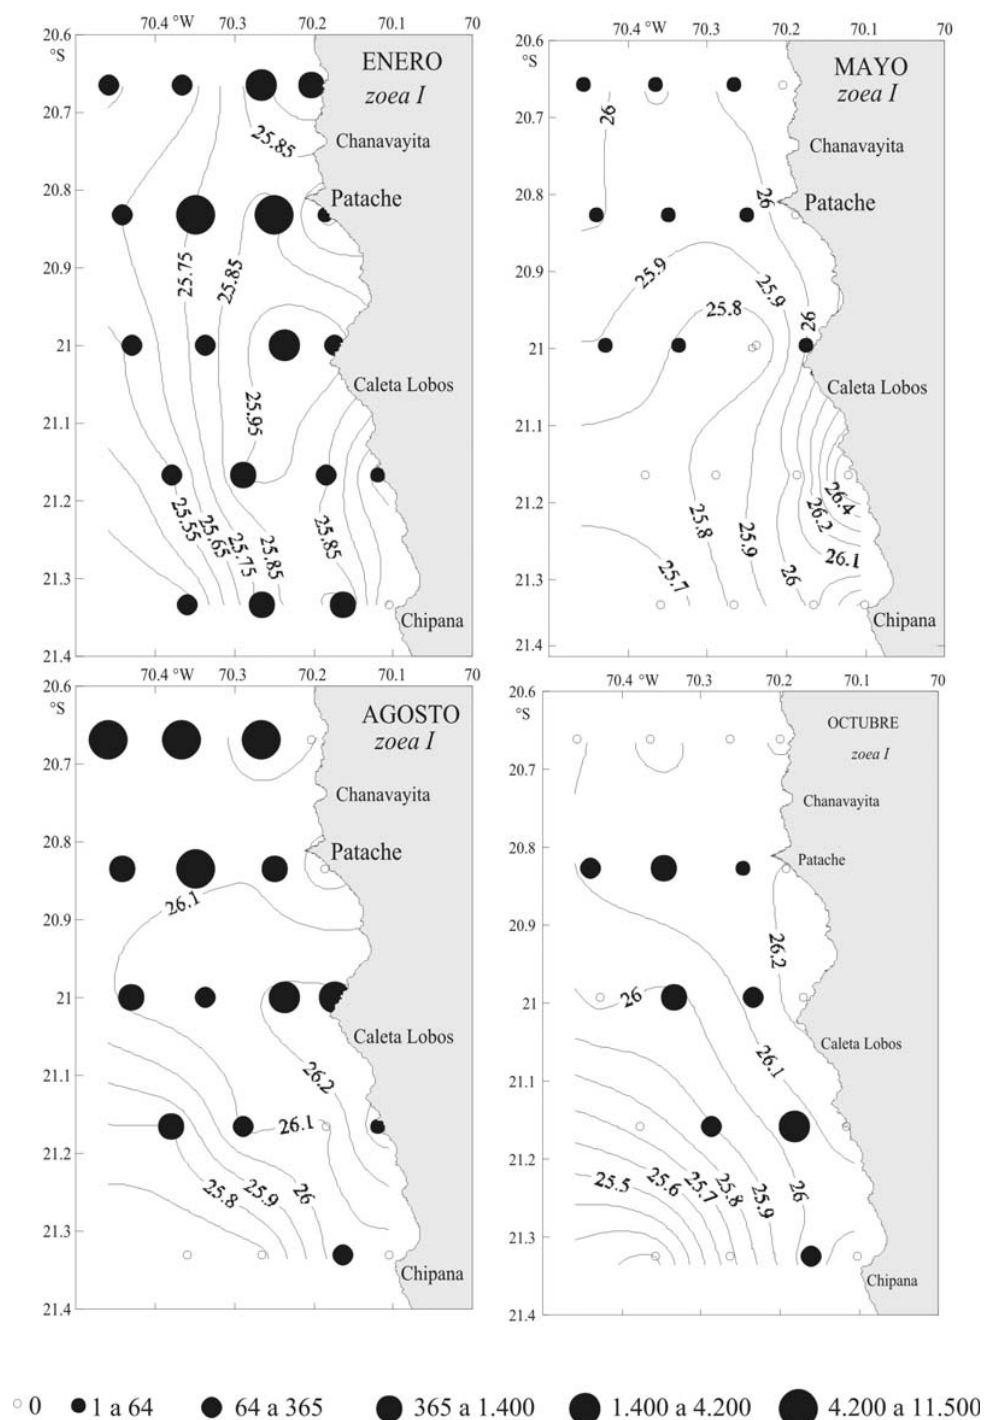 70.4 °W 70.3 70.2 70.1 70
20.6
°S
20.7
20.8
20.9
21
21.1
21.2
21.3
21.4
ENERO
zoea I
Chanavayita
Patache
Caleta Lobos
Chipana
25.85
25.75
25.85
25.95
25.55
25.65
25.75
25.85
25.85
70.4 °W 70.3 70.2 70.1 70
20.6
°S
20.7
20.8
20.9
21
21.1
21.2
21.3
21.4
MAYO
zoea I
Chanavayita
Patache
Caleta Lobos
Chipana
26
26
25.9
25.9
25.8
26
26.4
26.2
26.1
25.8
25.9
26
25.7
70.4 °W 70.3 70.2 70.1 70
20.6
°S
20.7
20.8
20.9
21
21.1
21.2
21.3
21.4
AGOSTO
zoea I
Chanavayita
Patache
Caleta Lobos
Chipana
26.1
26.2
26.1
25.8
25.9
26
70.4 °W 70.3 70.2 70.1 70
20.6
°S
20.7
20.8
20.9
21
21.1
21.2
21.3
21.4
OCTUBRE
zoea I
Chanavayita
Patache
Caleta Lobos
Chipana
26.2
26
26.1
25.5
25.6
25.7
25.8
25.9
26
0 1 a 64 64 a 365 365 a 1.400 1.400 a 4.200 4.200 a 11.500